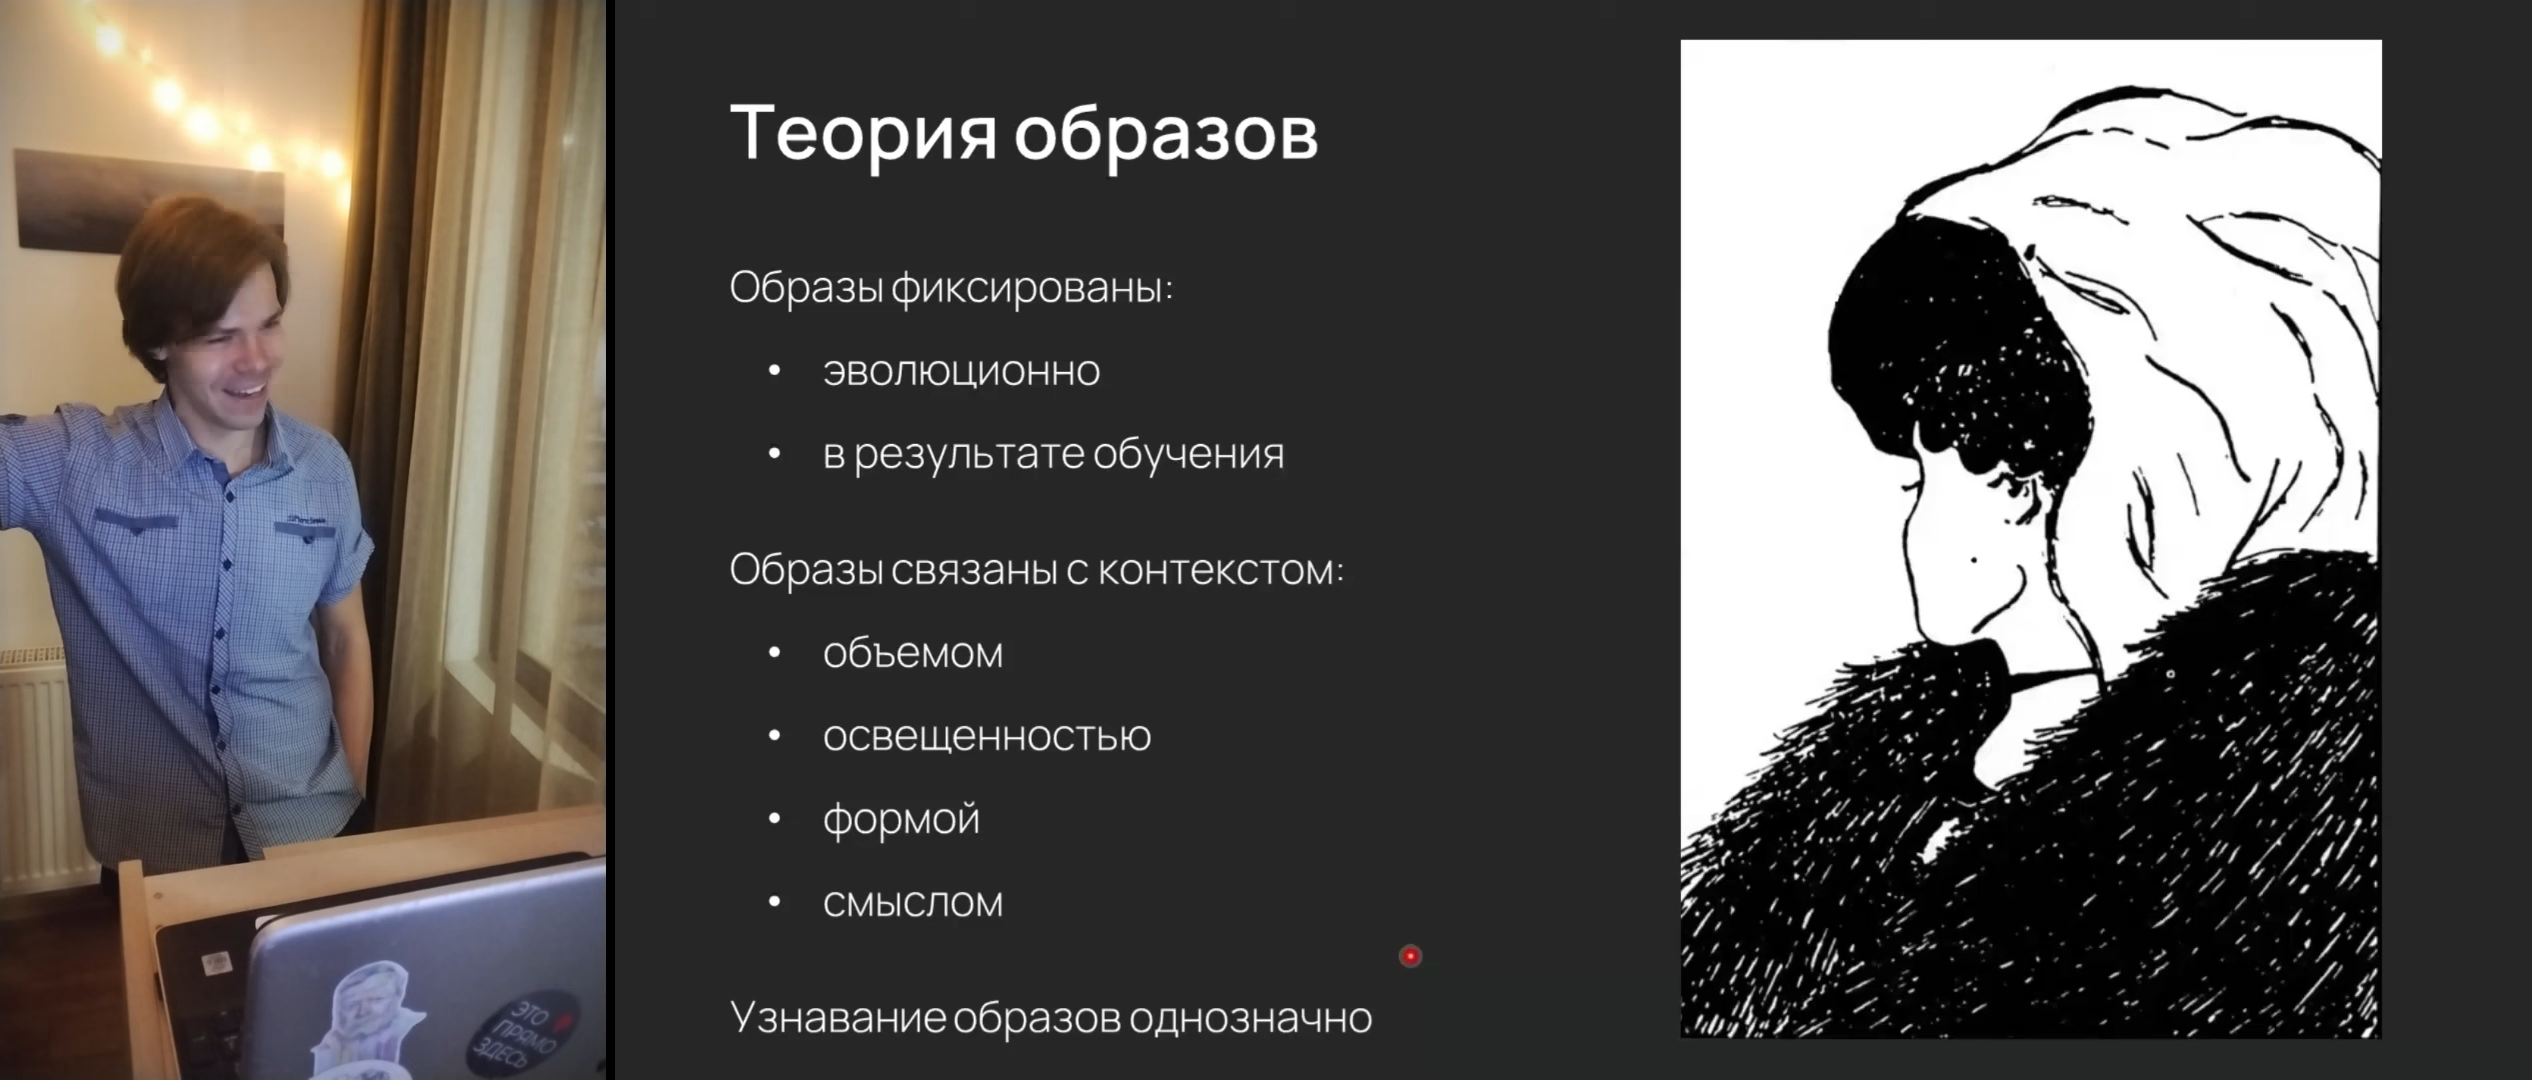 Теория образов
Образы фиксированы:
• эволюционно
• в результате обучения
Образы связаны с контекстом:
• объемом
• освещенностью
• формой
• смыслом
Узнавание образов однозначно
ЭТО
ПРЯМО
ЗДЕСЬ